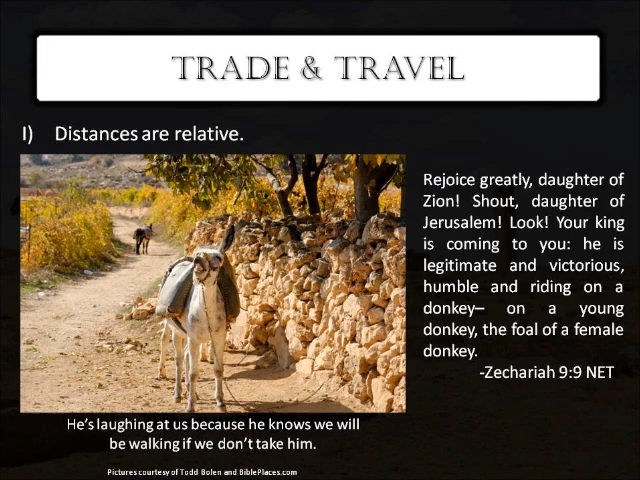 TRADE & TRAVEL
I) Distances are relative.
Rejoice greatly, daughter of
Zion! Shout, daughter of
Jerusalem! Look! Your king
is coming to you: he is
legitimate and victorious,
humble and riding on a
donkey– on a young
donkey, the foal of a female
donkey.
-Zechariah 9:9 NET
He's laughing at us because he knows we will
be walking if we don't take him.
Pictures courtesy of Todd Bolen and BiblePlaces.com